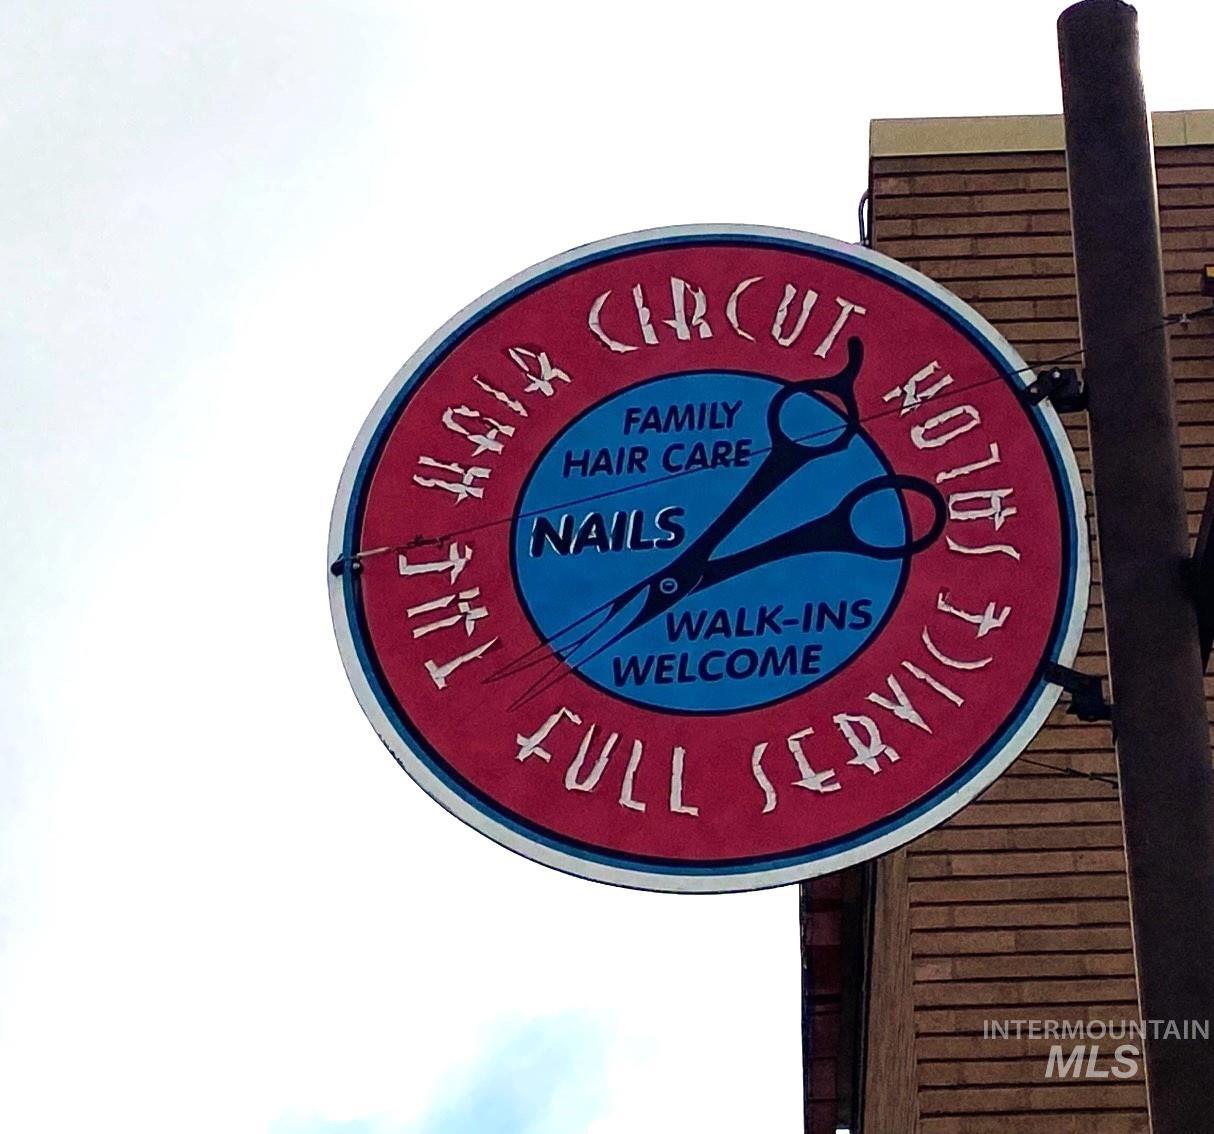 THE HAIR CIRCUT
FAMILY
HAIR CARE
NAILS
WALK-INS
WELCOME
FULL SERVICE SALON
INTERMOUNTAIN
MLS